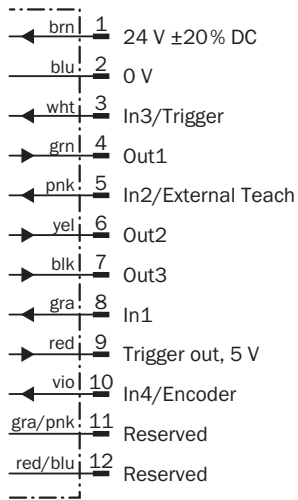 brn 1 24 V ±20% DC
blu 2 0 V
wht 3 In3/Trigger
grn 4 Out1
pnk 5 In2/External Teach
yel 6 Out2
blk 7 Out3
gra 8 In1
red 9 Trigger out, 5 V
vio 10 In4/Encoder
gra/pnk 11 Reserved
red/blu 12 Reserved